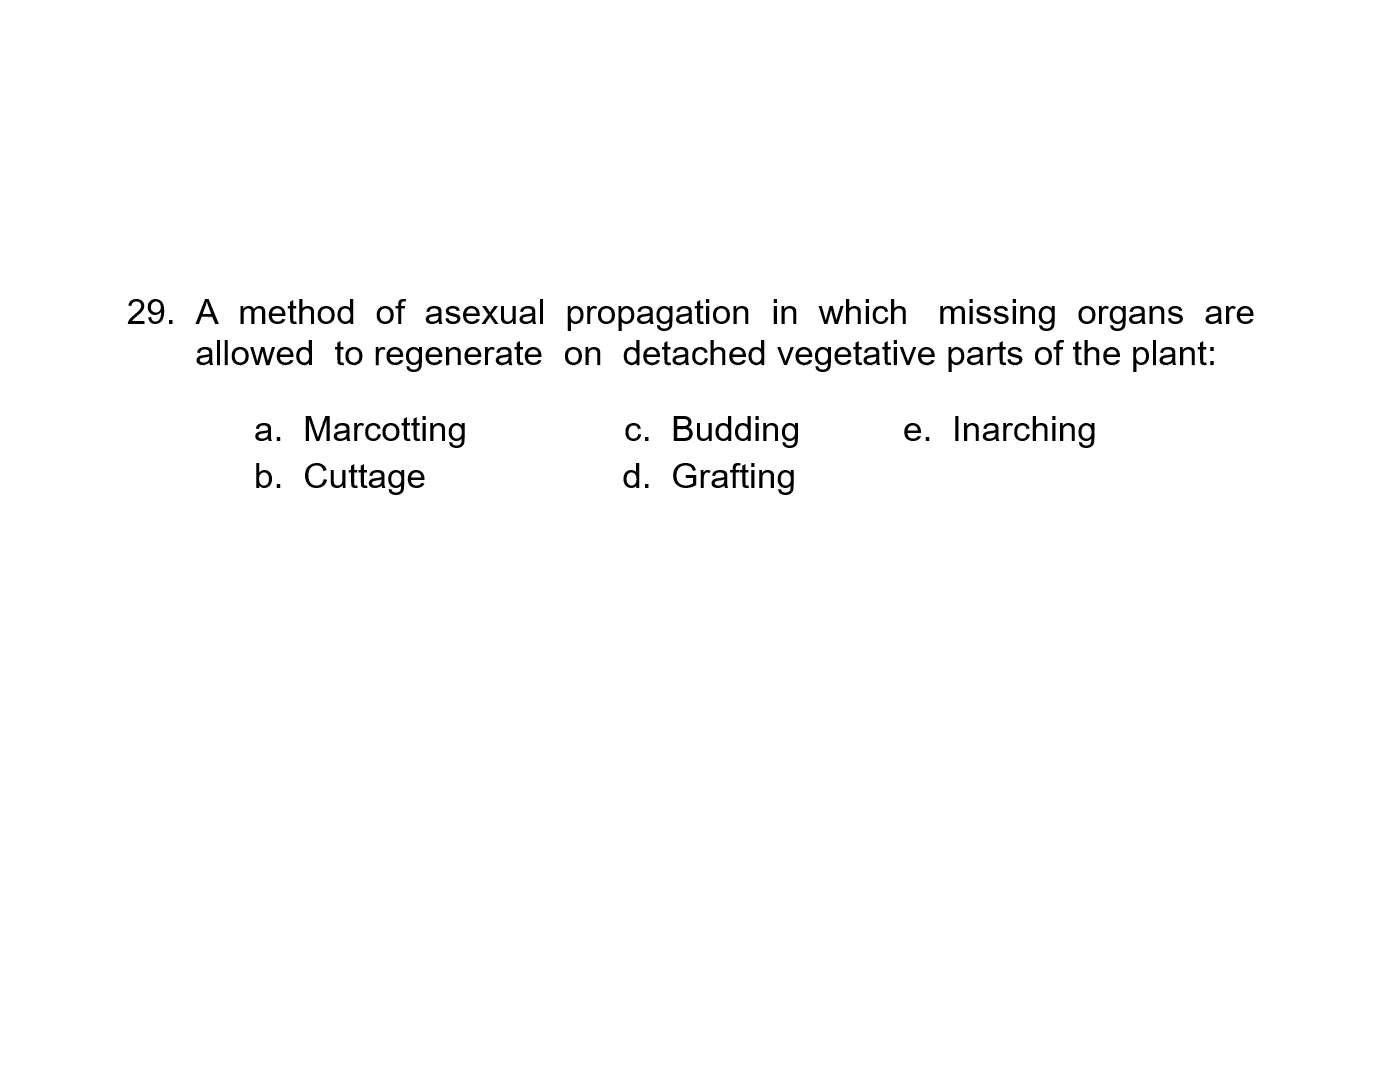 29. A method of asexual propagation in which missing organs are
allowed to regenerate on detached vegetative parts of the plant:
a. Marcotting c. Budding e. Inarching
b. Cuttage d. Grafting